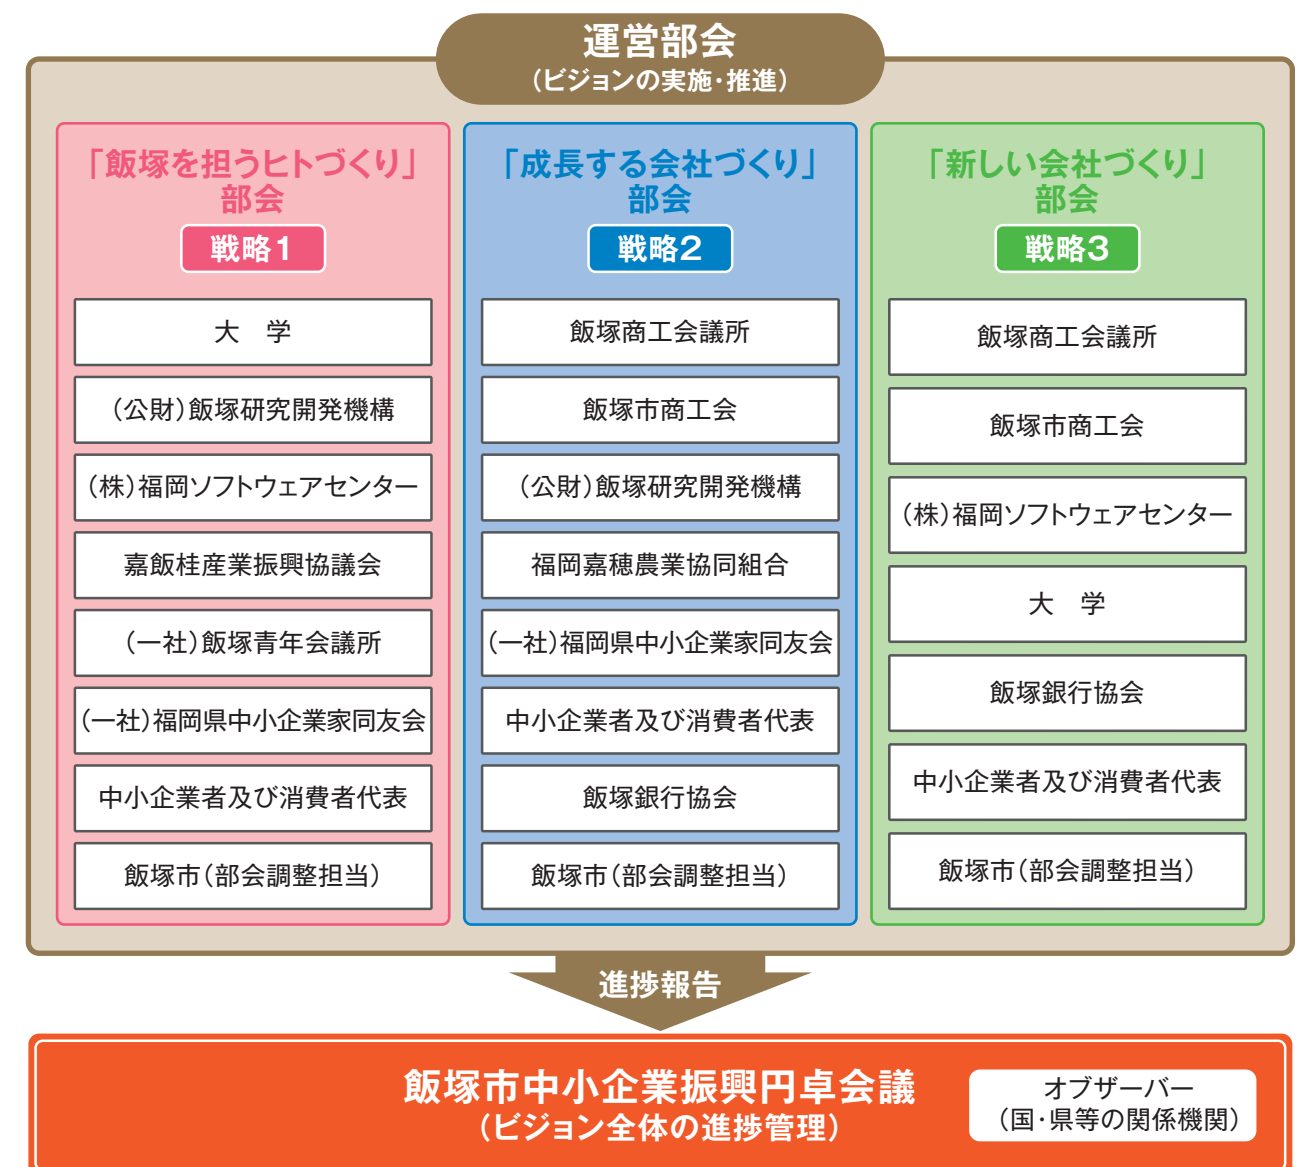 運営部会
(ビジョンの実施・推進)
「飯塚を担うヒトづくり」
部会
戦略1
大　学
(公財)飯塚研究開発機構
(株)福岡ソフトウェアセンター
嘉飯桂産業振興協議会
(一社)飯塚青年会議所
(一社)福岡県中小企業家同友会
中小企業者及び消費者代表
飯塚市(部会調整担当)
「成長する会社づくり」
部会
戦略2
飯塚商工会議所
飯塚市商工会
(公財)飯塚研究開発機構
福岡嘉穂農業協同組合
(一社)福岡県中小企業家同友会
中小企業者及び消費者代表
飯塚銀行協会
飯塚市(部会調整担当)
「新しい会社づくり」
部会
戦略3
飯塚商工会議所
飯塚市商工会
(株)福岡ソフトウェアセンター
大　学
飯塚銀行協会
中小企業者及び消費者代表
飯塚市(部会調整担当)
進捗報告
飯塚市中小企業振興円卓会議
(ビジョン全体の進捗管理)
オブザーバー
(国・県等の関係機関)